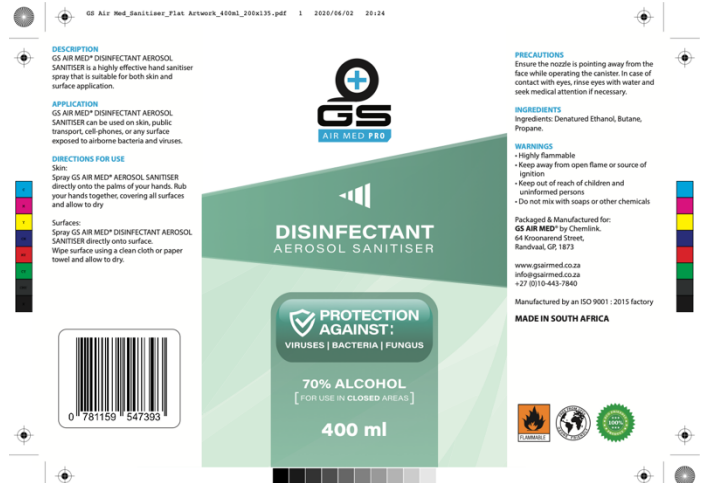 GS Air Med_Sanitiser_Flat Artwork_400ml_200x135.pdf 1 2020/06/02 20:24
DESCRIPTION
GS AIR MED® DISINFECTANT AEROSOL
SANITISER is a highly effective hand sanitiser
spray that is suitable for both skin and
surface application.
APPLICATION
GS AIR MED® DISINFECTANT AEROSOL
SANITISER can be used on skin, public
transport, cell-phones, or any surface
exposed to airborne bacteria and viruses.
DIRECTIONS FOR USE
Skin:
Spray GS AIR MED® AEROSOL SANITISER
directly onto the palms of your hands. Rub
your hands together, covering all surfaces
and allow to dry
Surfaces:
Spray GS AIR MED® DISINFECTANT AEROSOL
SANITISER directly onto surface.
Wipe surface using a clean cloth or paper
towel and allow to dry.
0 781159 547393
GS
AIR MED PRO
DISINFECTANT
AEROSOL SANITISER
PROTECTION
AGAINST:
VIRUSES | BACTERIA | FUNGUS
70% ALCOHOL
[FOR USE IN CLOSED AREAS]
400 ml
PRECAUTIONS
Ensure the nozzle is pointing away from the
face while operating the canister. In case of
contact with eyes, rinse eyes with water and
seek medical attention if necessary.
INGREDIENTS
Ingredients: Denatured Ethanol, Butane,
Propane.
WARNINGS
• Highly flammable
• Keep away from open flame or source of
ignition
• Keep out of reach of children and
uninformed persons
• Do not mix with soaps or other chemicals
Packaged & Manufactured for:
GS AIR MED® by Chemlink.
64 Kroonarend Street,
Randvaal, GP, 1873
www.gsairmed.co.za
info@gsairmed.co.za
+27 (0)10-443-7840
Manufactured by an ISO 9001 : 2015 factory
MADE IN SOUTH AFRICA
FLAMMABLE
100%